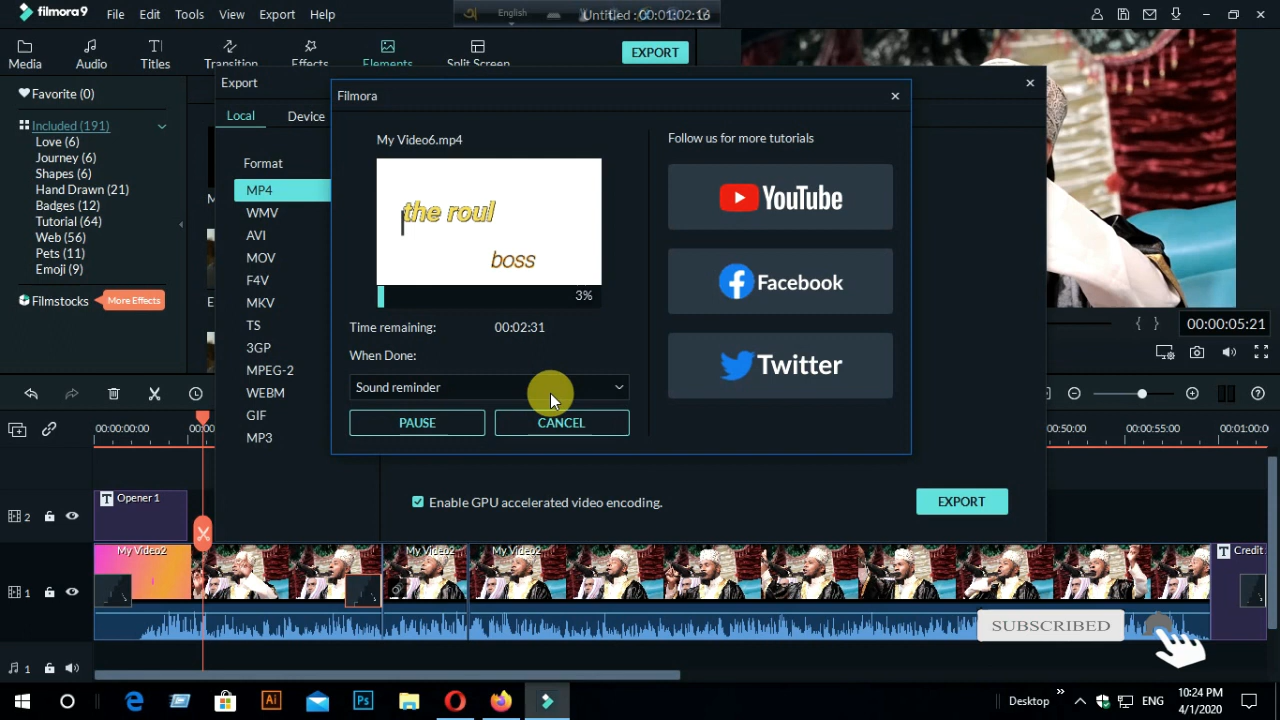 filmora9 File Edit Tools View Export Help
English
Untitled : 00:01:02:16
Media Audio Titles Transition Effects Elements Split Screen
EXPORT
Favorite (0)
Included (191)
Love (6)
Journey (6)
Shapes (6)
Hand Drawn (21)
Badges (12)
Tutorial (64)
Web (56)
Pets (11)
Emoji (9)
Filmstocks More Effects
Export
Local Device
Format
MP4
WMV
AVI
MOV
F4V
MKV
TS
3GP
MPEG-2
WEBM
GIF
MP3
Filmora
My Video6.mp4
the roul
boss
3%
Time remaining: 00:02:31
When Done:
Sound reminder
PAUSE CANCEL
Follow us for more tutorials
YouTube
Facebook
Twitter
Enable GPU accelerated video encoding.
EXPORT
{ } 00:00:05:21
00:00:00:00
00:00:50:00 00:00:55:00 00:01:00:0
2 T Opener 1
1 My Video2 My Video2 My Video2 T Credit
1
SUBSCRIBED
Ai Ps
Desktop ENG
10:24 PM
4/1/2020